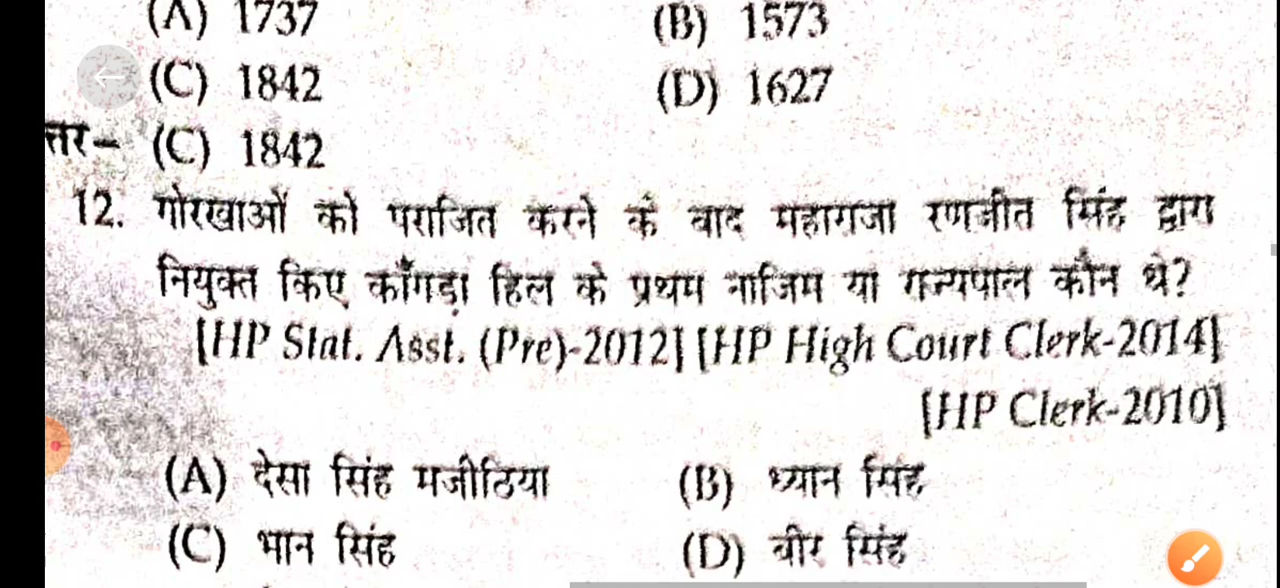 (A) 1737 (B) 1573
(C) 1842 (D) 1627
त्तर- (C) 1842
12. गोरखाओं को पराजित करने के बाद महाराजा रणजीत सिंह द्वारा
नियुक्त किए काँगड़ा हिल के प्रथम नाजिम या राज्यपाल कौन थे?
[HP Stat. Asst. (Pre)-2012] [HP High Court Clerk-2014]
[HP Clerk-2010]
(A) देसा सिंह मजीठिया (B) ध्यान सिंह
(C) भान सिंह (D) वीर सिंह